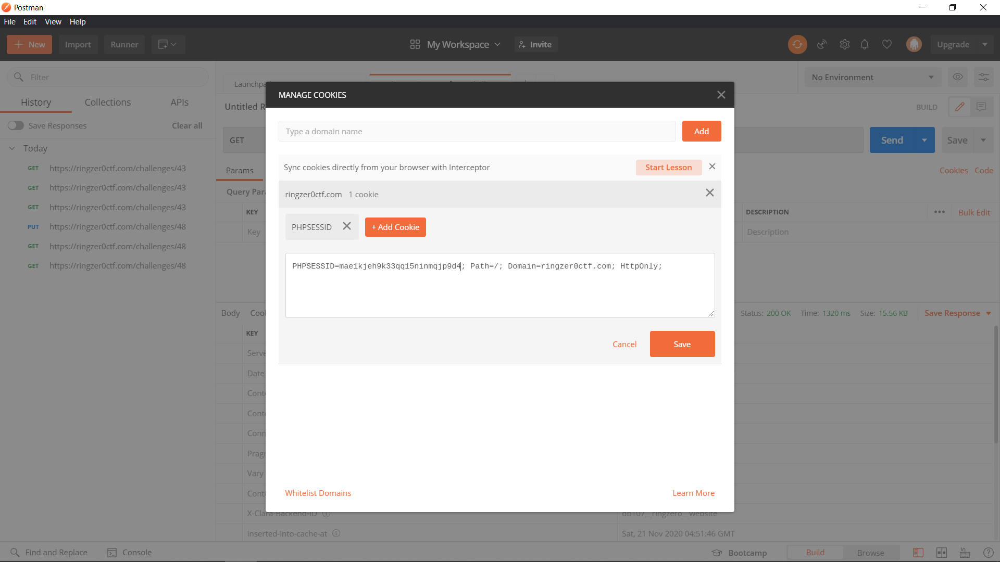 Postman
File Edit View Help
New Import Runner My Workspace Invite Upgrade
Filter
Launchpa
No Environment
History Collections APIs
Untitled R
BUILD
Save Responses Clear all
Today
GET https://ringzer0ctf.com/challenges/43
GET https://ringzer0ctf.com/challenges/43
GET https://ringzer0ctf.com/challenges/43
PUT https://ringzer0ctf.com/challenges/48
GET https://ringzer0ctf.com/challenges/48
GET https://ringzer0ctf.com/challenges/48
GET
Send Save
Params
Cookies Code
Query Par
KEY
DESCRIPTION
Bulk Edit
Key
Description
MANAGE COOKIES
Type a domain name
Add
Sync cookies directly from your browser with Interceptor
Start Lesson
ringzer0ctf.com 1 cookie
PHPSESSID
+ Add Cookie
PHPSESSID=mae1kjeh9k33qq15ninmqjp9d4; Path=/; Domain=ringzer0ctf.com; HttpOnly;
Cancel Save
Whitelist Domains Learn More
Body Cool
Status: 200 OK Time: 1320 ms Size: 15.56 KB Save Response
KEY
Serve
Date
Conte
Conte
Conn
Pragm
Vary
Conte
X-Clara-Backend-ID
db107__ringzero__website
inserted-into-cache-at
Sat, 21 Nov 2020 04:51:46 GMT
Find and Replace Console
Bootcamp Build Browse